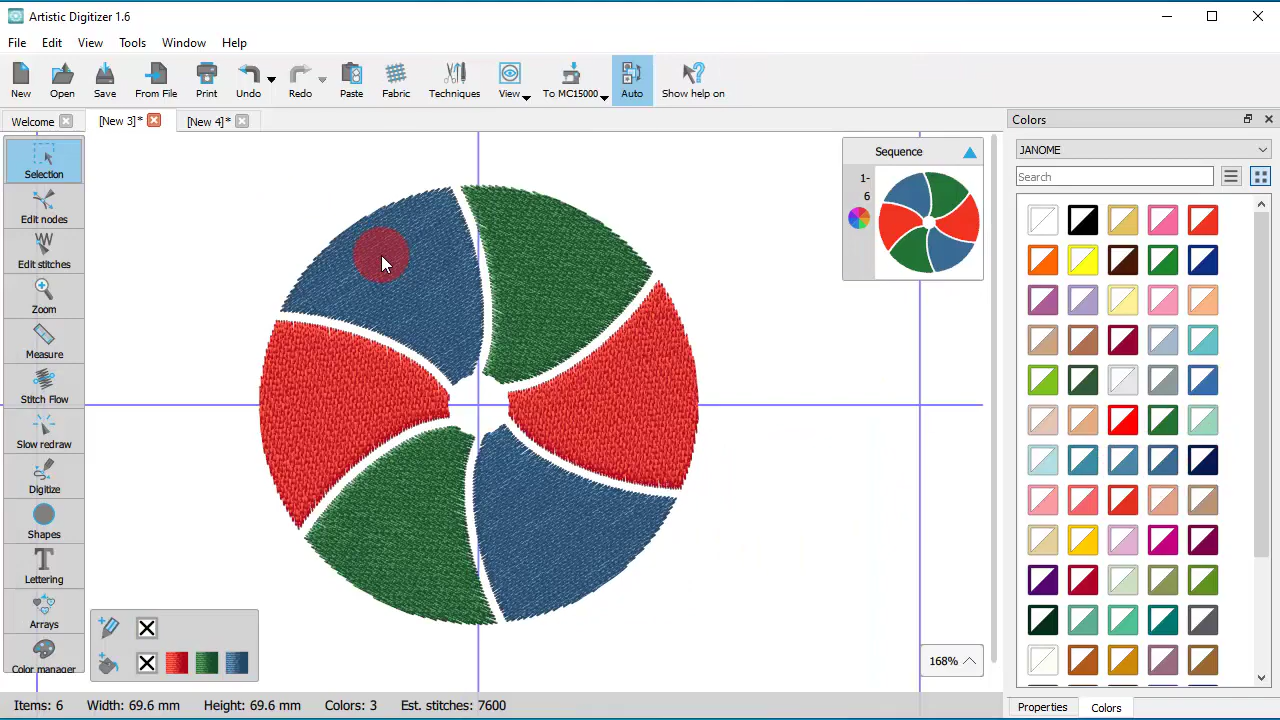 Artistic Digitizer 1.6
File Edit View Tools Window Help
New Open Save From File Print Undo Redo Paste Fabric Techniques View To MC15000 Auto Show help on
Welcome [New 3]* [New 4]*
Selection
Edit nodes
Edit stitches
Zoom
Measure
Stitch Flow
Slow redraw
Digitize
Shapes
Lettering
Arrays
Color manager
Sequence
1-
6
168%
Colors
JANOME
Search
Properties Colors
Items: 6 Width: 69.6 mm Height: 69.6 mm Colors: 3 Est. stitches: 7600